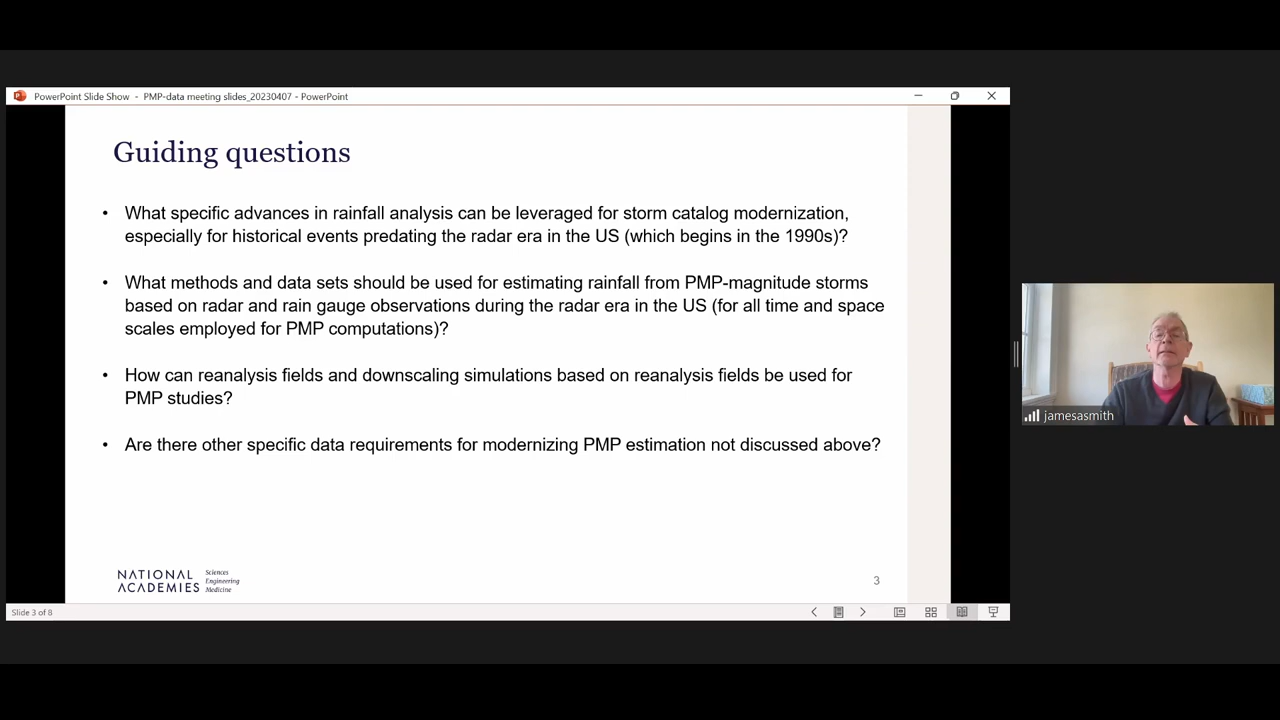 PowerPoint Slide Show - PMP-data meeting slides_20230407 - PowerPoint
Guiding questions
• What specific advances in rainfall analysis can be leveraged for storm catalog modernization,
especially for historical events predating the radar era in the US (which begins in the 1990s)?
• What methods and data sets should be used for estimating rainfall from PMP-magnitude storms
based on radar and rain gauge observations during the radar era in the US (for all time and space
scales employed for PMP computations)?
• How can reanalysis fields and downscaling simulations based on reanalysis fields be used for
PMP studies?
• Are there other specific data requirements for modernizing PMP estimation not discussed above?
NATIONAL
ACADEMIES
Sciences
Engineering
Medicine
3
Slide 3 of 8
jamesasmith